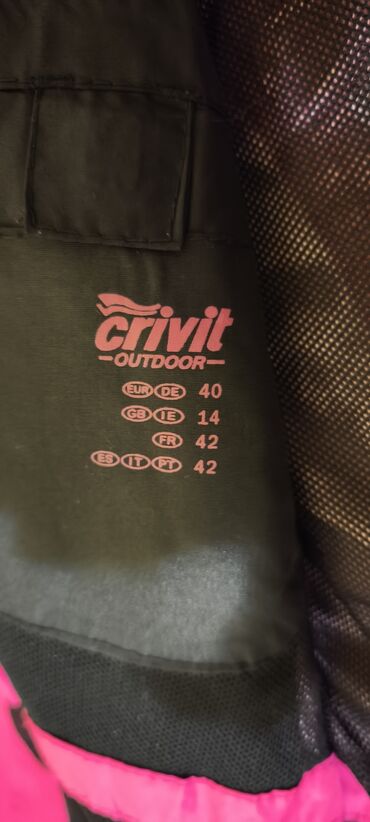 crivit
OUTDOOR
EUR DE 40
GB IE 14
FR 42
ES IT PT 42